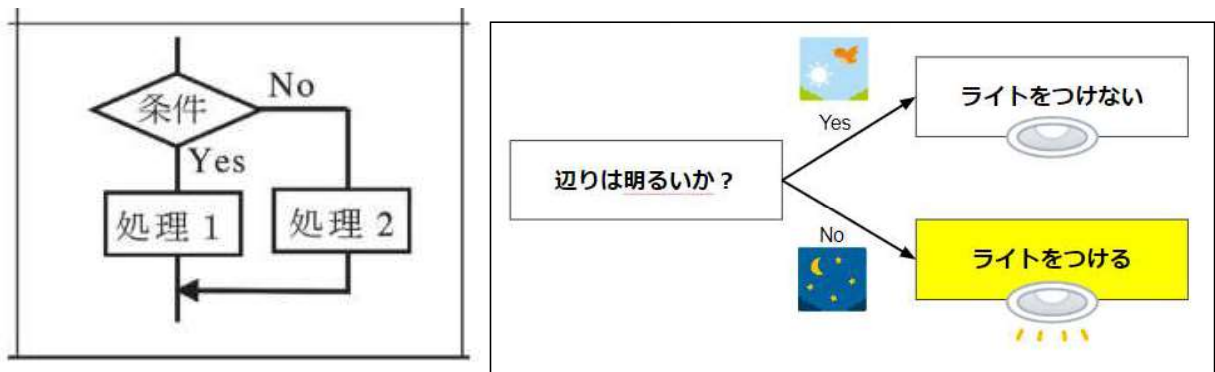 条件
No
Yes
処理1
処理2
辺りは明るいか？
Yes
ライトをつけない
No
ライトをつける